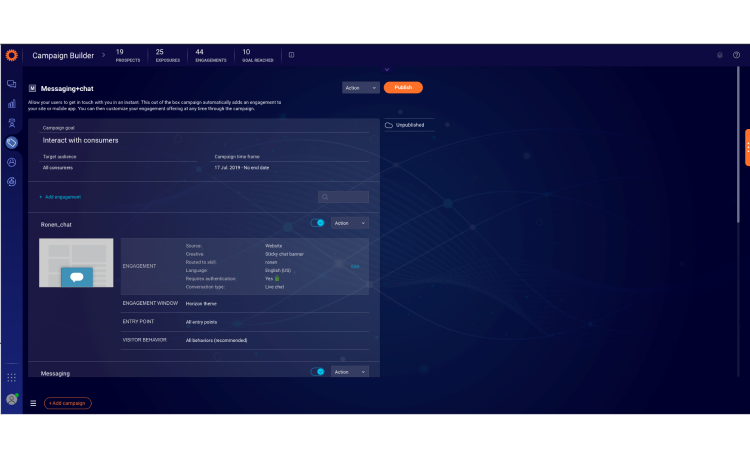 Campaign Builder > 19 25 44 10
PROSPECTS EXPOSURES ENGAGEMENTS GOAL REACHED
M Messaging+chat Action Publish
Allow your users to get in touch with you in an instant. This out of the box campaign automatically adds an engagement to
your site or mobile app. You can then customize your engagement offering at any time through the campaign.
Unpublished
Campaign goal
Interact with consumers
Target audience Campaign time frame
All consumers 17 Jul. 2019 - No end date
+ Add engagement
Ronen_chat Action
Source: Website
Creative: Sticky chat banner
Routed to skill: ronen
ENGAGEMENT
Language: English (US)
Requires authentication: Yes
Conversation type: Live chat
ENGAGEMENT WINDOW Horizon theme
ENTRY POINT All entry points
VISITOR BEHAVIOR All behaviors (recommended)
Messaging Action
+Add campaign